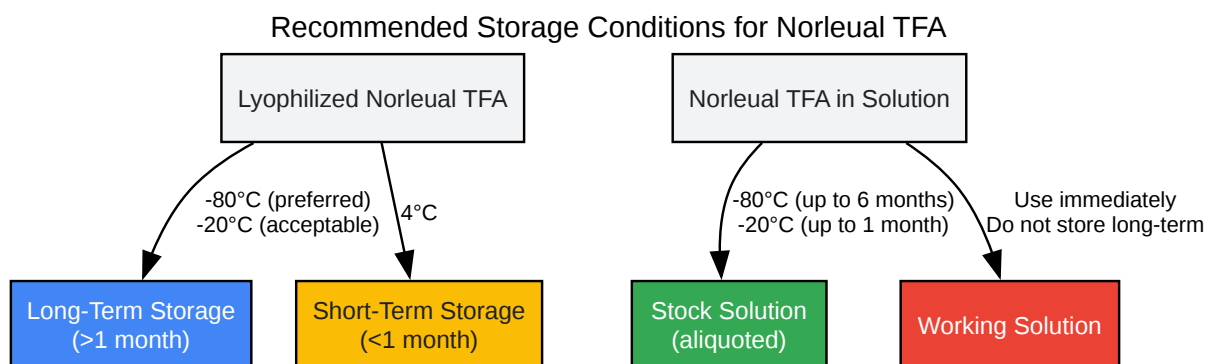 Recommended Storage Conditions for Norleual TFA
Lyophilized Norleual TFA
Norleual TFA in Solution
-80°C (preferred)
-20°C (acceptable)
4°C
-80°C (up to 6 months)
-20°C (up to 1 month)
Use immediately
Do not store long-term
Long-Term Storage
(>1 month)
Short-Term Storage
(<1 month)
Stock Solution
(aliquoted)
Working Solution